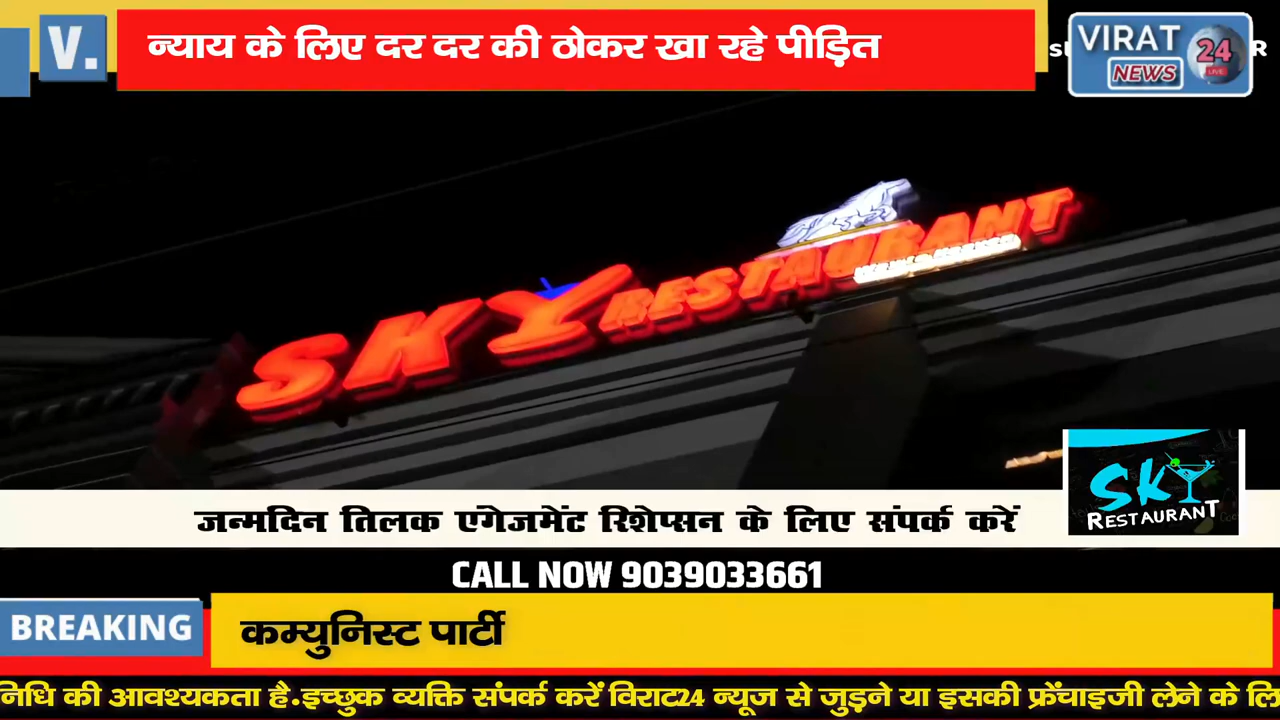 V.
न्याय के लिए दर दर की ठोकर खा रहे पीड़ित
VIRAT
24
LIVE
NEWS
SKY RESTAURANT
SKY
RESTAURANT
जन्मदिन तिलक एंगेजमेंट रिशेप्सन के लिए संपर्क करें
CALL NOW 9039033661
BREAKING
कम्युनिस्ट पार्टी
निधि की आवश्यकता है.इच्छुक व्यक्ति संपर्क करें विराट24 न्यूज से जुड़ने या इसकी फ्रेंचाइजी लेने के लि